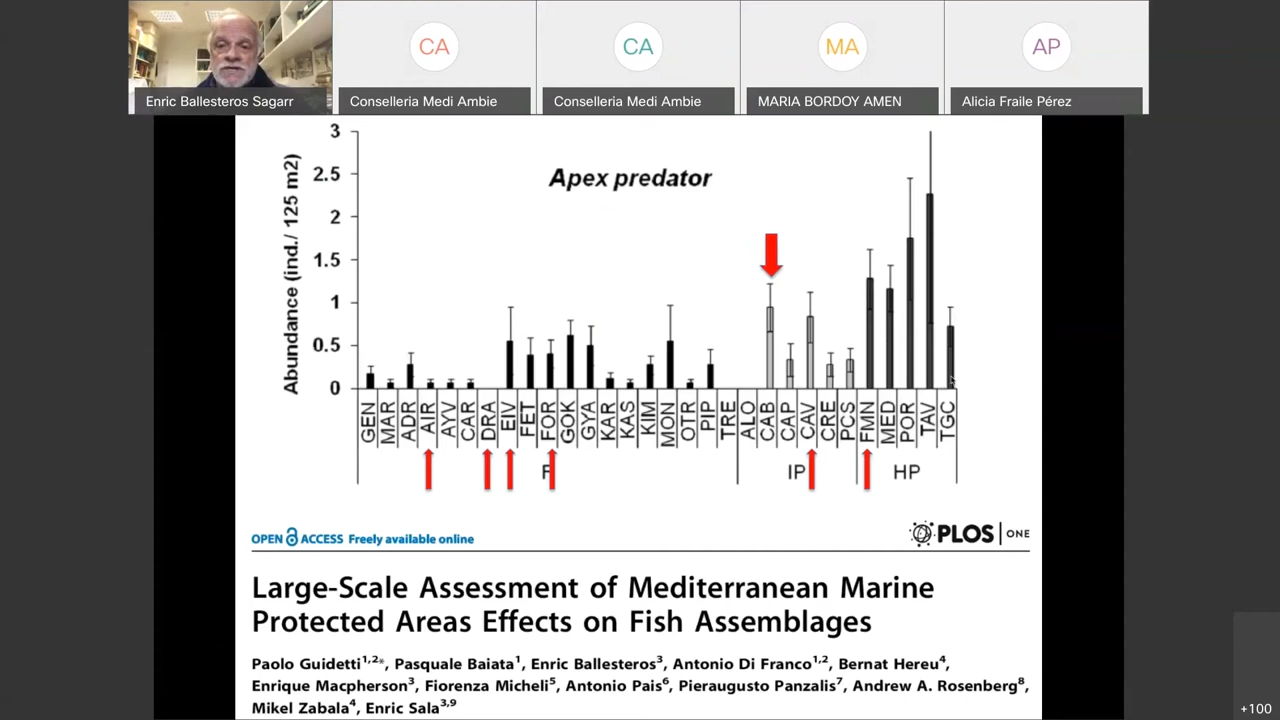 CA
CA
MA
AP
Enric Ballesteros Sagarr
Conselleria Medi Ambie
Conselleria Medi Ambie
MARIA BORDOY AMEN
Alicia Fraile Pérez
Apex predator
Abundance (ind./ 125 m2)
3
2.5
2
1.5
1
0.5
0
GEN
MAR
ADR
AIR
AYV
CAR
DRA
EIV
FET
FOR
GOK
GYA
KAR
KAS
KIM
MON
OTR
PIP
TRE
ALO
CAB
CAP
CAV
CRE
PCS
FMN
MED
POR
TAV
TGC
F
IP
HP
OPEN ACCESS Freely available online
PLOS ONE
Large-Scale Assessment of Mediterranean Marine
Protected Areas Effects on Fish Assemblages
Paolo Guidetti1,2*, Pasquale Baiata1, Enric Ballesteros3, Antonio Di Franco1,2, Bernat Hereu4,
Enrique Macpherson3, Fiorenza Micheli5, Antonio Pais6, Pieraugusto Panzalis7, Andrew A. Rosenberg8,
Mikel Zabala4, Enric Sala3,9
+100